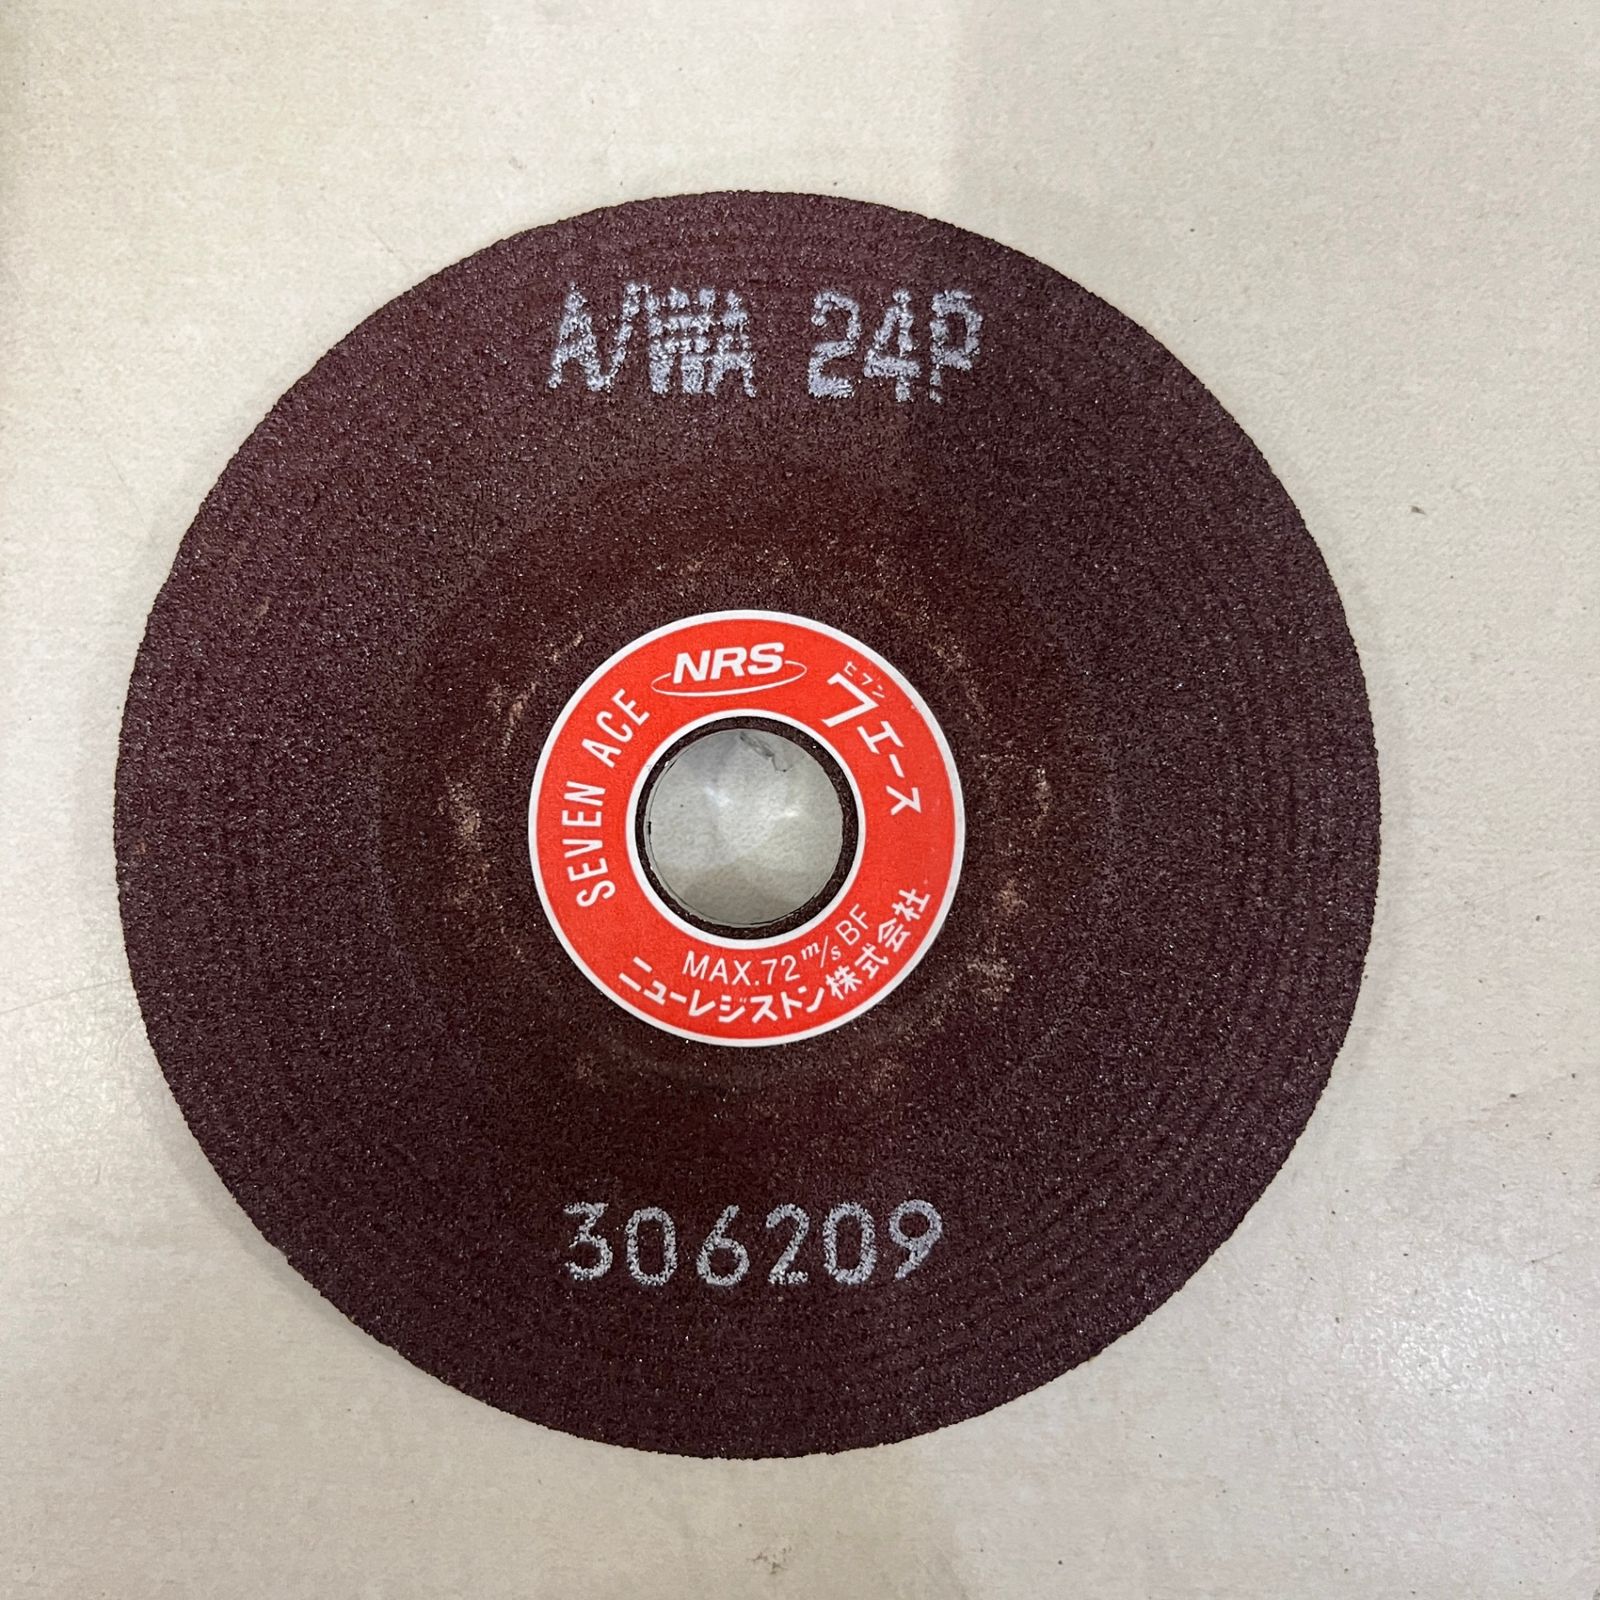 A/WA 24P
NRS
SEVEN ACE
セブン
7エース
MAX.72m/s BF
ニューレジストン株式会社
306209